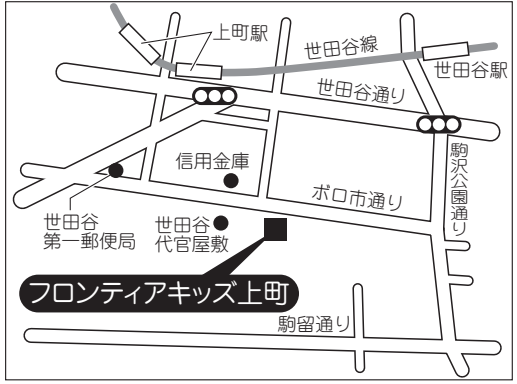 上町駅
世田谷線
世田谷駅
世田谷通り
信用金庫
駒沢公園通り
ボロ市通り
世田谷
第一郵便局
世田谷
代官屋敷
フロンティアキッズ上町
駒留通り